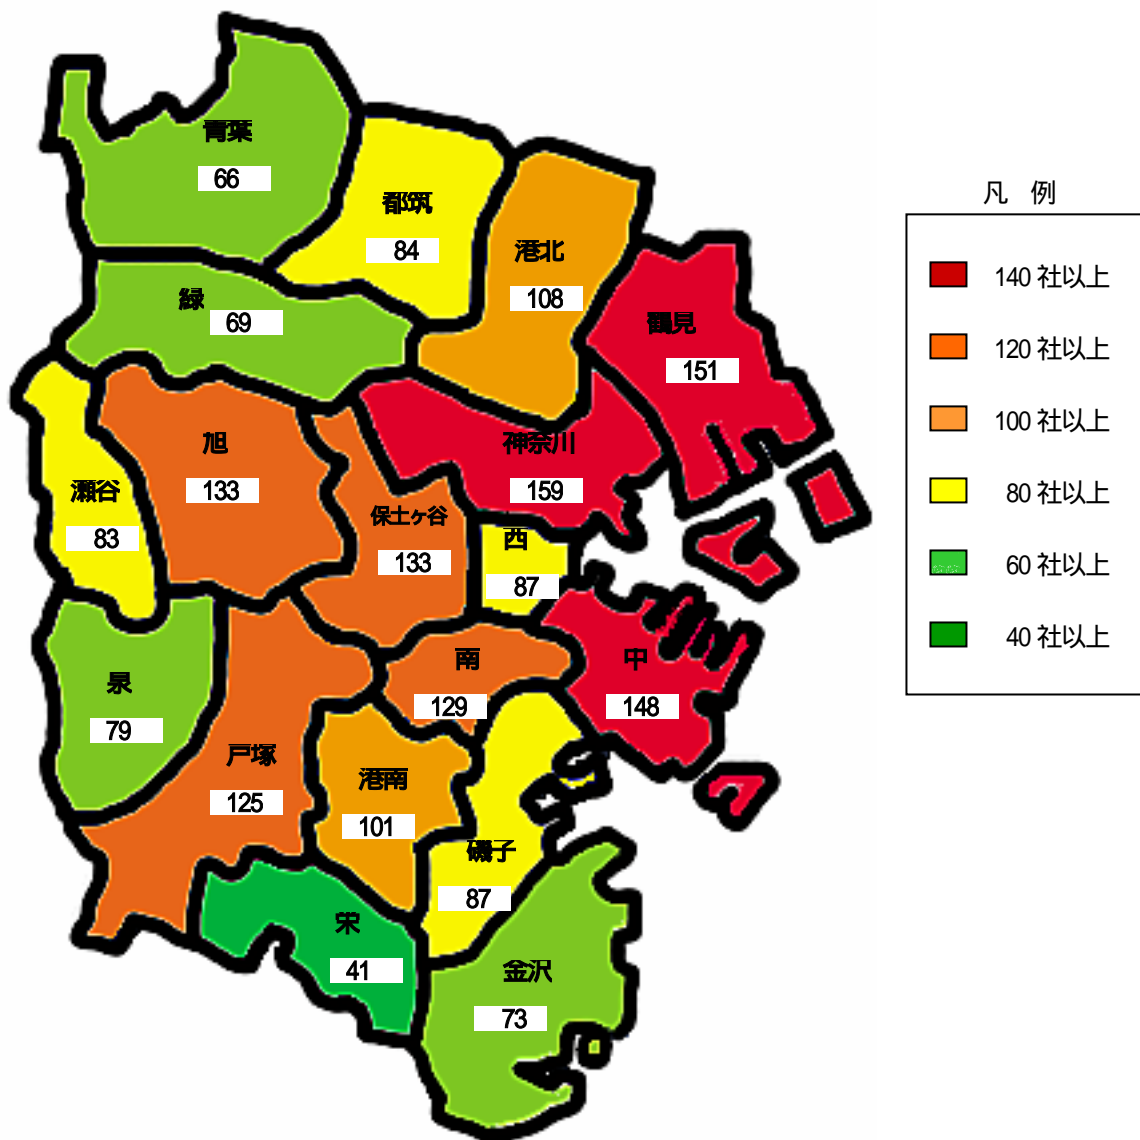 青葉
66
都筑
84
港北
108
緑
69
鶴見
151
旭
133
神奈川
159
瀬谷
83
保土ヶ谷
133
西
87
南
129
中
148
泉
79
戸塚
125
港南
101
磯子
87
栄
41
金沢
73
凡 例
140 社以上
120 社以上
100 社以上
80 社以上
60 社以上
40 社以上